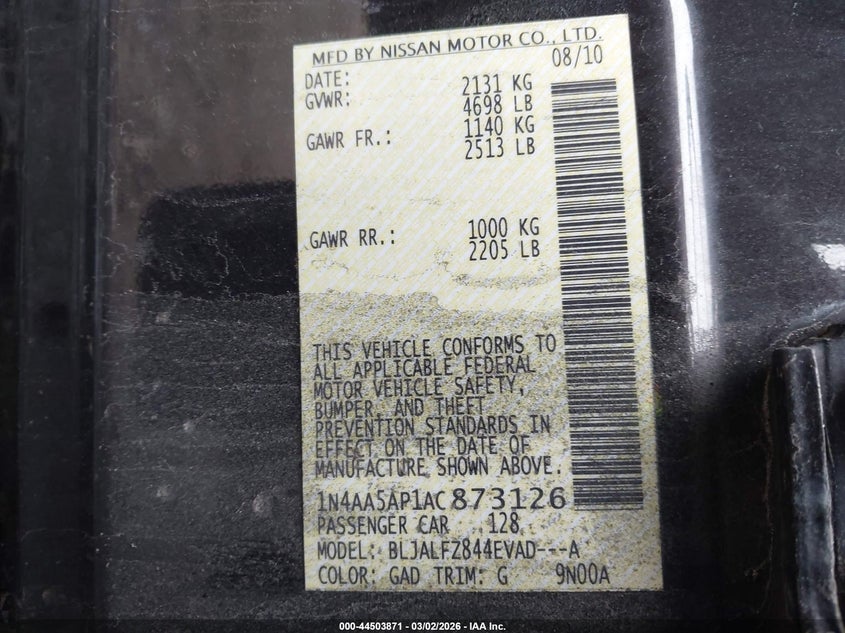 MFD BY NISSAN MOTOR CO., LTD.
DATE: 08/10
GVWR: 2131 KG
4698 LB
GAWR FR.: 1140 KG
2513 LB
GAWR RR.: 1000 KG
2205 LB
THIS VEHICLE CONFORMS TO
ALL APPLICABLE FEDERAL
MOTOR VEHICLE SAFETY,
BUMPER, AND THEFT
PREVENTION STANDARDS IN
EFFECT ON THE DATE OF
MANUFACTURE SHOWN ABOVE.
1N4AA5AP1AC873126
PASSENGER CAR 128
MODEL: BLJALFZ844EVAD---A
COLOR: GAD TRIM: G 9N00A
000-44503871 - 03/02/2026 - IAA Inc.